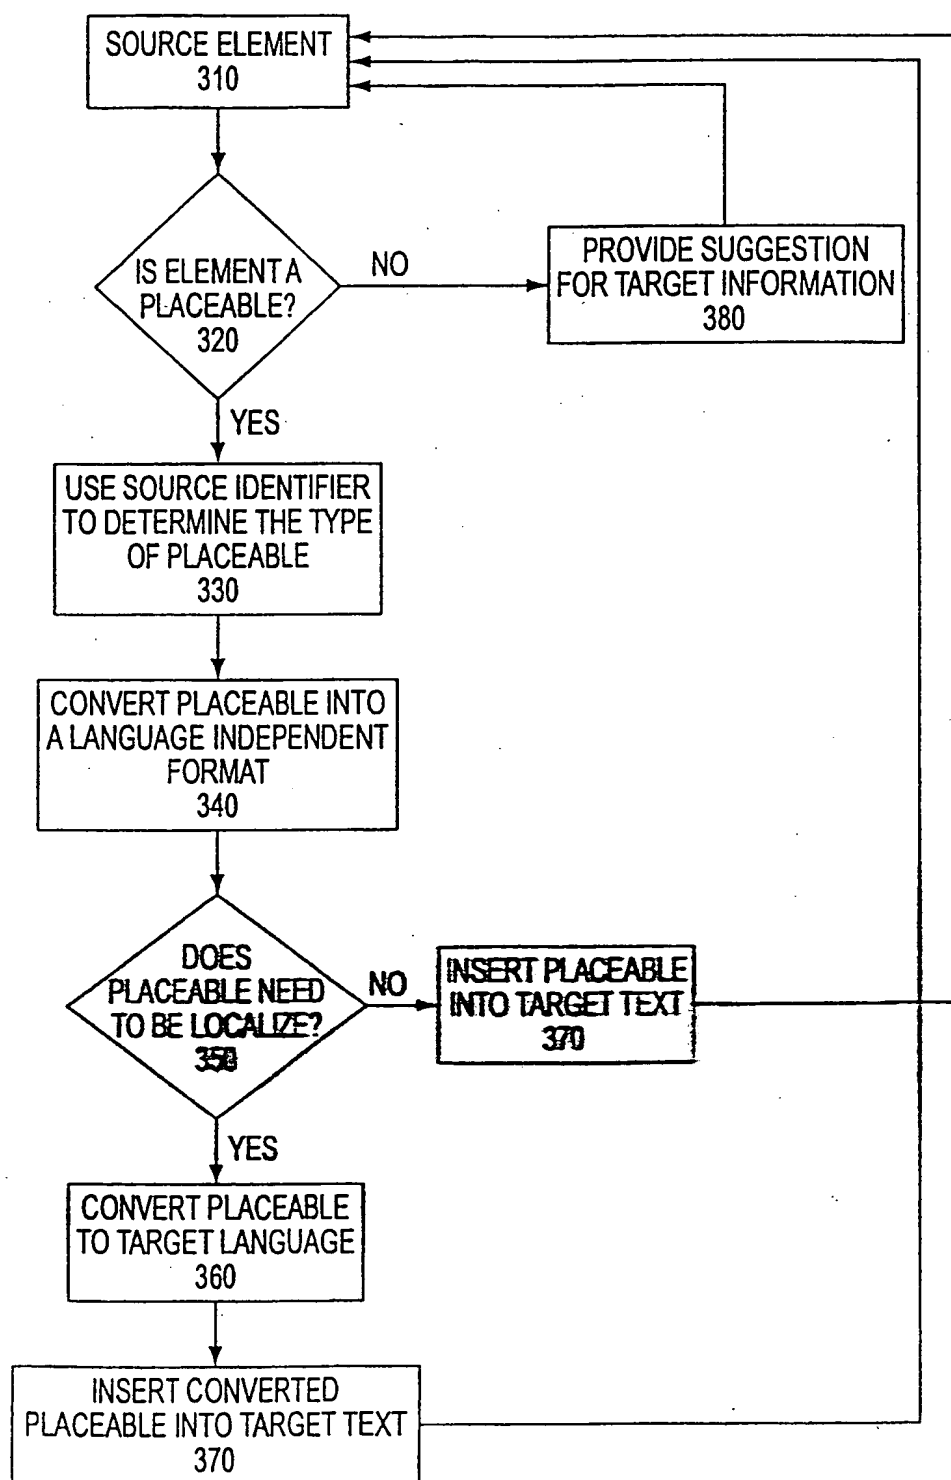 SOURCE ELEMENT
310
IS ELEMENT A
PLACEABLE?
320
NO
PROVIDE SUGGESTION
FOR TARGET INFORMATION
380
YES
USE SOURCE IDENTIFIER
TO DETERMINE THE TYPE
OF PLACEABLE
330
CONVERT PLACEABLE INTO
A LANGUAGE INDEPENDENT
FORMAT
340
DOES
PLACEABLE NEED
TO BE LOCALIZE?
350
NO
INSERT PLACEABLE
INTO TARGET TEXT
370
YES
CONVERT PLACEABLE
TO TARGET LANGUAGE
360
INSERT CONVERTED
PLACEABLE INTO TARGET TEXT
370